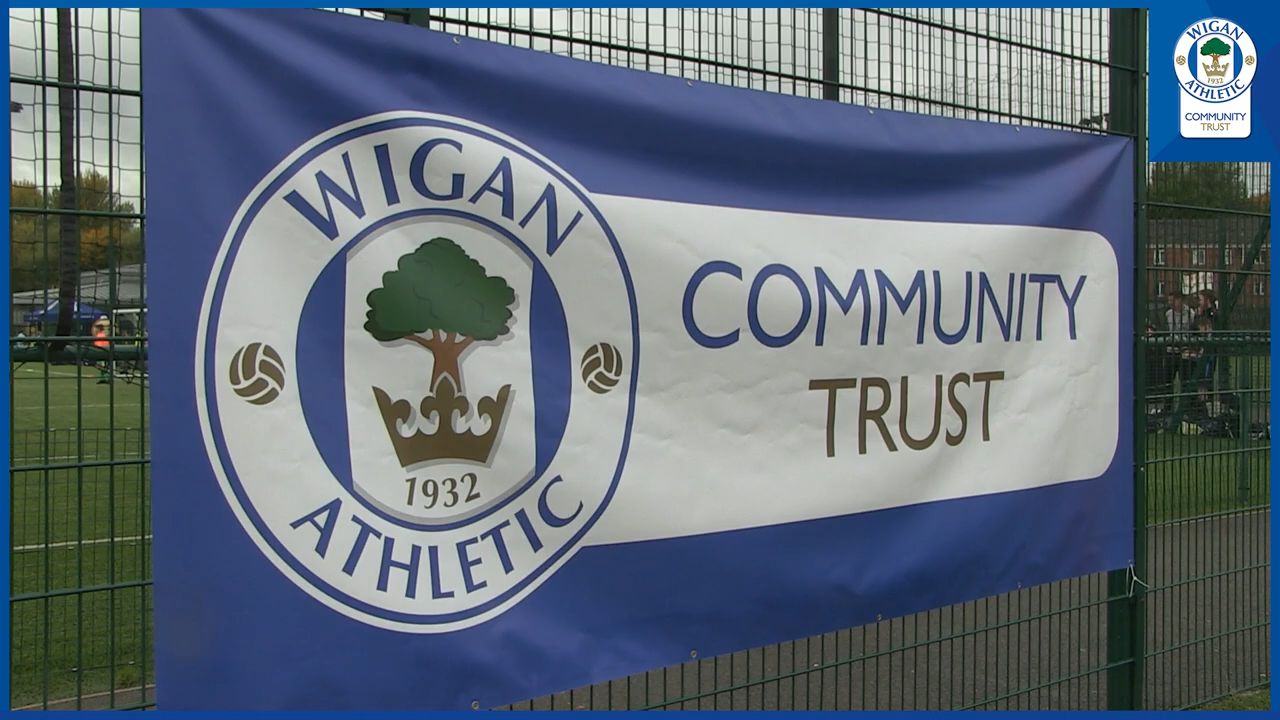 WIGAN
ATHLETIC
1932
COMMUNITY
TRUST
WIGAN
1932
ATHLETIC
COMMUNITY
TRUST